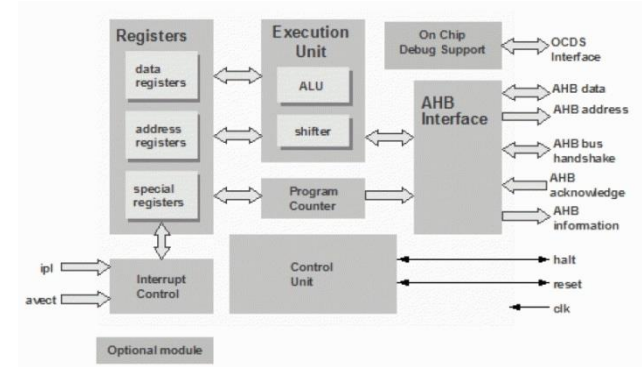 Registers
data
registers
address
registers
special
registers
Execution
Unit
ALU
shifter
Program
Counter
On Chip
Debug Support
OCDS
Interface
AHB
Interface
AHB data
AHB address
AHB bus
handshake
AHB
acknowledge
AHB
information
ipl
avect
Interrupt
Control
Control
Unit
halt
reset
clk
Optional module